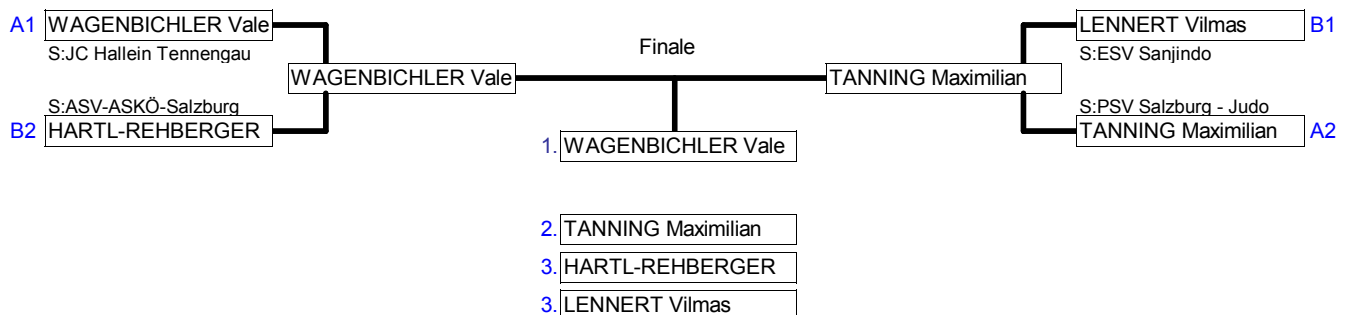 A1 WAGENBICHLER Vale
S:JC Hallein Tennengau
S:ASV-ASKÖ-Salzburg
B2 HARTL-REHBERGER
WAGENBICHLER Vale
Finale
TANNING Maximilian
LENNERT Vilmas B1
S:ESV Sanjindo
S:PSV Salzburg - Judo
TANNING Maximilian A2
1. WAGENBICHLER Vale
2. TANNING Maximilian
3. HARTL-REHBERGER
3. LENNERT Vilmas